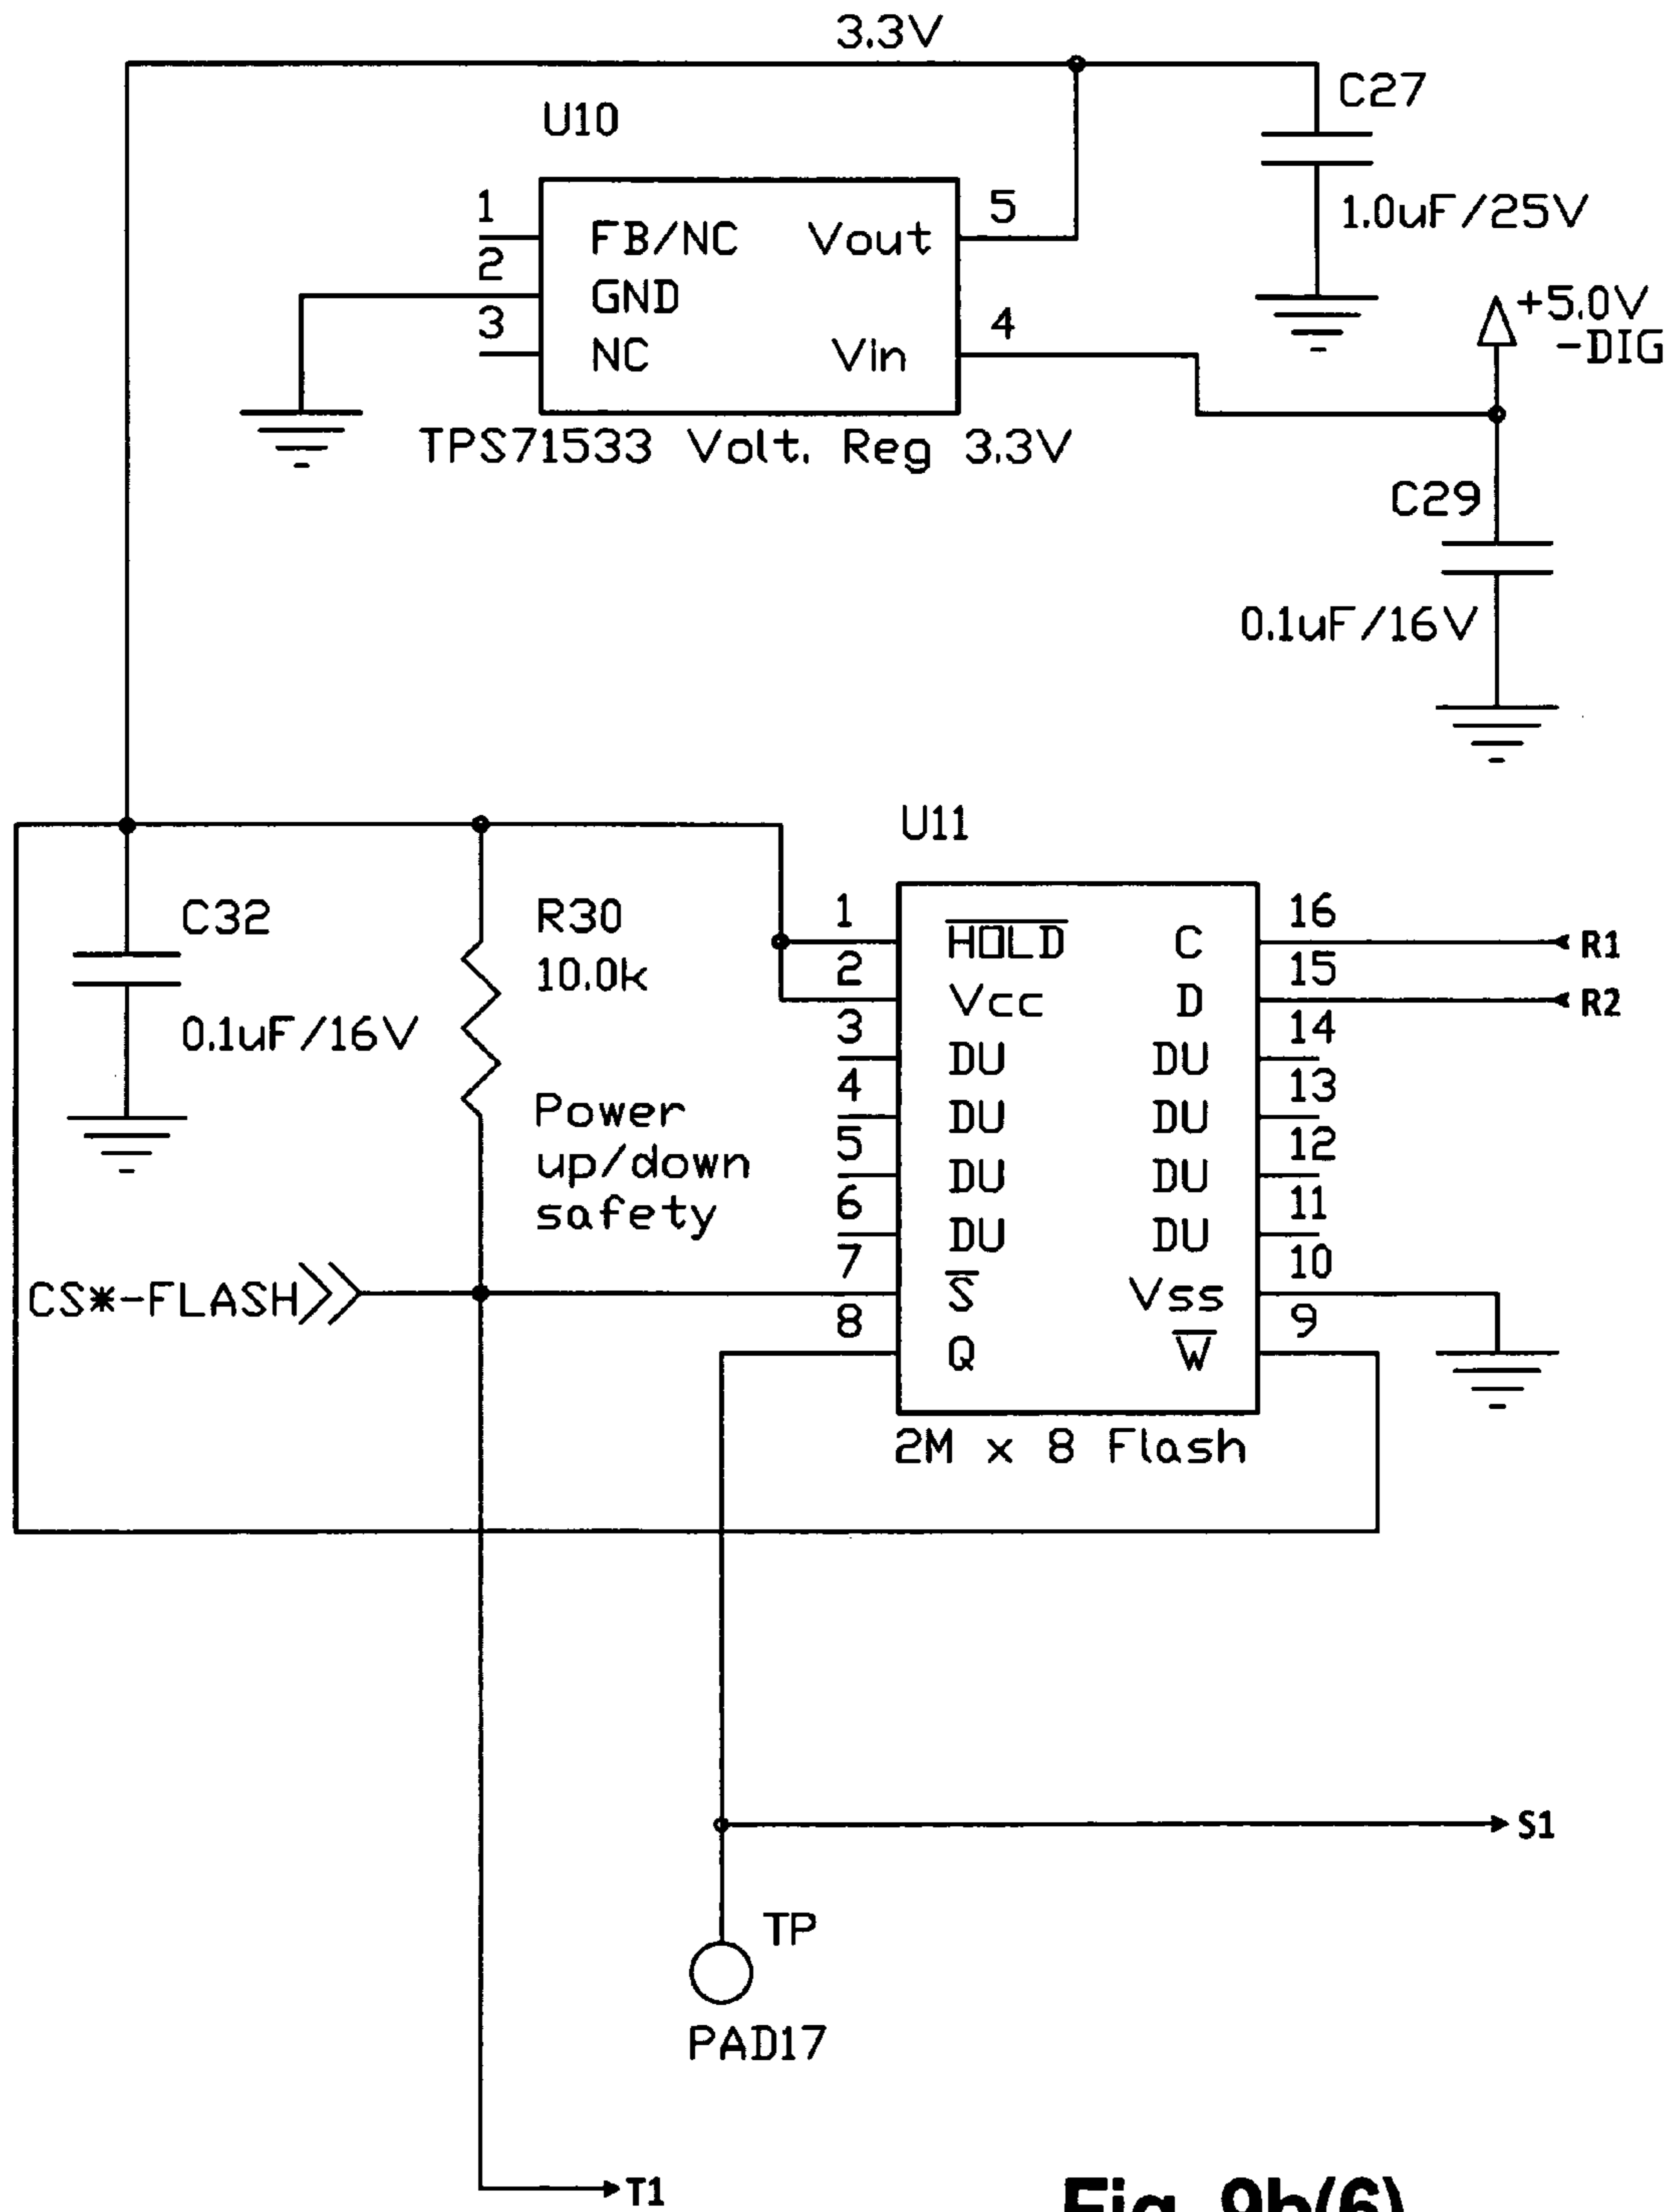 3.3V
C27
1.0uF/25V
U10
1
2
3
FB/NC
GND
NC
Vout
Vin
5
4
TPS71533 Volt. Reg 3.3V
+5.0V
-DIG
C29
0.1uF/16V
C32
0.1uF/16V
R30
10.0k
Power
up/down
safety
CS*-FLASH
U11
1
2
3
4
5
6
7
8
H̅O̅L̅D̅
Vcc
DU
DU
DU
DU
S̅
Q
C
D
DU
DU
DU
DU
Vss
W̅
16
15
14
13
12
11
10
9
R1
R2
2M x 8 Flash
S1
TP
PAD17
T1
Fig. 9b(6)